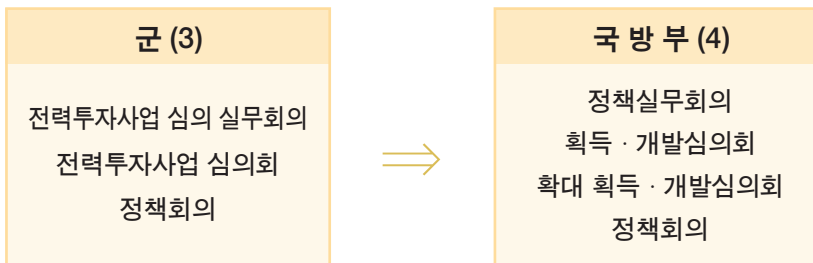 군 (3)
전력투자사업 심의 실무회의
전력투자사업 심의회
정책회의
⇒
국 방 부 (4)
정책실무회의
획득 · 개발심의회
확대 획득 · 개발심의회
정책회의